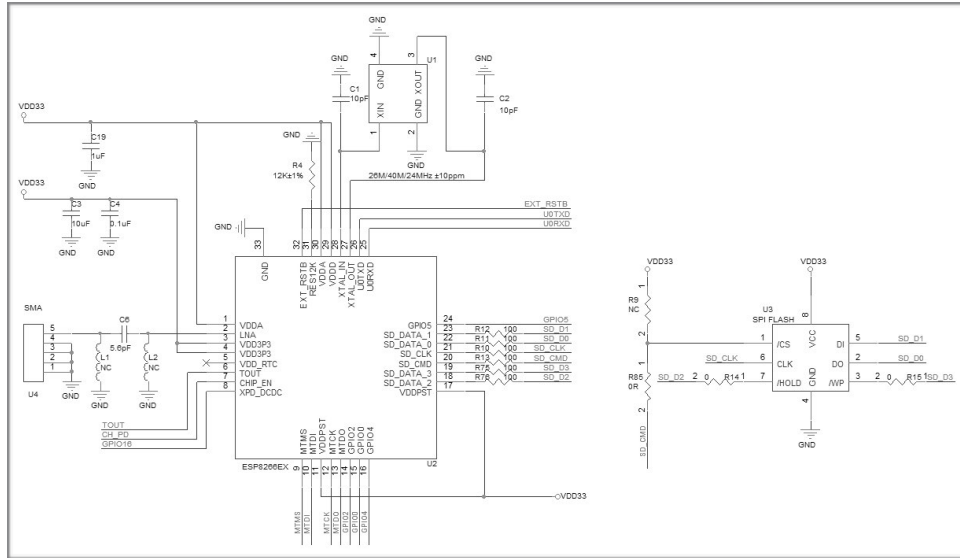 GND
4
3
U1
GND
XOUT
XIN
GND
1
2
GND
GND
C1
10pF
GND
C2
10pF
26M/40M/24MHz ±10ppm
VDD33
C19
1uF
GND
VDD33
C3
10uF
GND
C4
0.1uF
GND
GND
R4
12K±1%
EXT_RSTB
U0TXD
U0RXD
GND
33
32
31
30
29
28
27
26
25
GND
EXT_RSTB
RES12K
VDDA
VDDD
XTAL_IN
XTAL_OUT
U0TXD
U0RXD
SMA
5
4
3
2
1
U4
GND
C6
5.6pF
L1
NC
GND
L2
NC
GND
1 VDDA
2 LNA
3 VDD3P3
4 VDD3P3
5 VDD_RTC
6 TOUT
7 CHIP_EN
8 XPD_DCDC
TOUT
CH_PD
GPIO16
GPIO5 24 GPIO5
SD_DATA_1 23 R12 100 SD_D1
SD_DATA_0 22 R11 100 SD_D0
SD_CLK 21 R10 100 SD_CLK
SD_CMD 20 R13 100 SD_CMD
SD_DATA_3 19 R75 100 SD_D3
SD_DATA_2 18 R76 100 SD_D2
VDDPST 17
MTMS
MTDI
VDDPST
MTCK
MTDO
GPIO2
GPIO0
GPIO4
ESP8266EX
U2
9
10
11
12
13
14
15
16
MTMS
MTDI
MTCK
MTDO
GPIO2
GPIO0
GPIO4
VDD33
VDD33
1
R9
NC
2
1
R85
0R
2
SD_CMD
VDD33
U3
SPI FLASH
8
VCC
1 /CS
DI 5 SD_D1
SD_CLK 6 CLK
DO 2 SD_D0
SD_D2 2 0 R14 1 7 /HOLD
/WP 3 2 0 R15 1 SD_D3
GND
4
GND